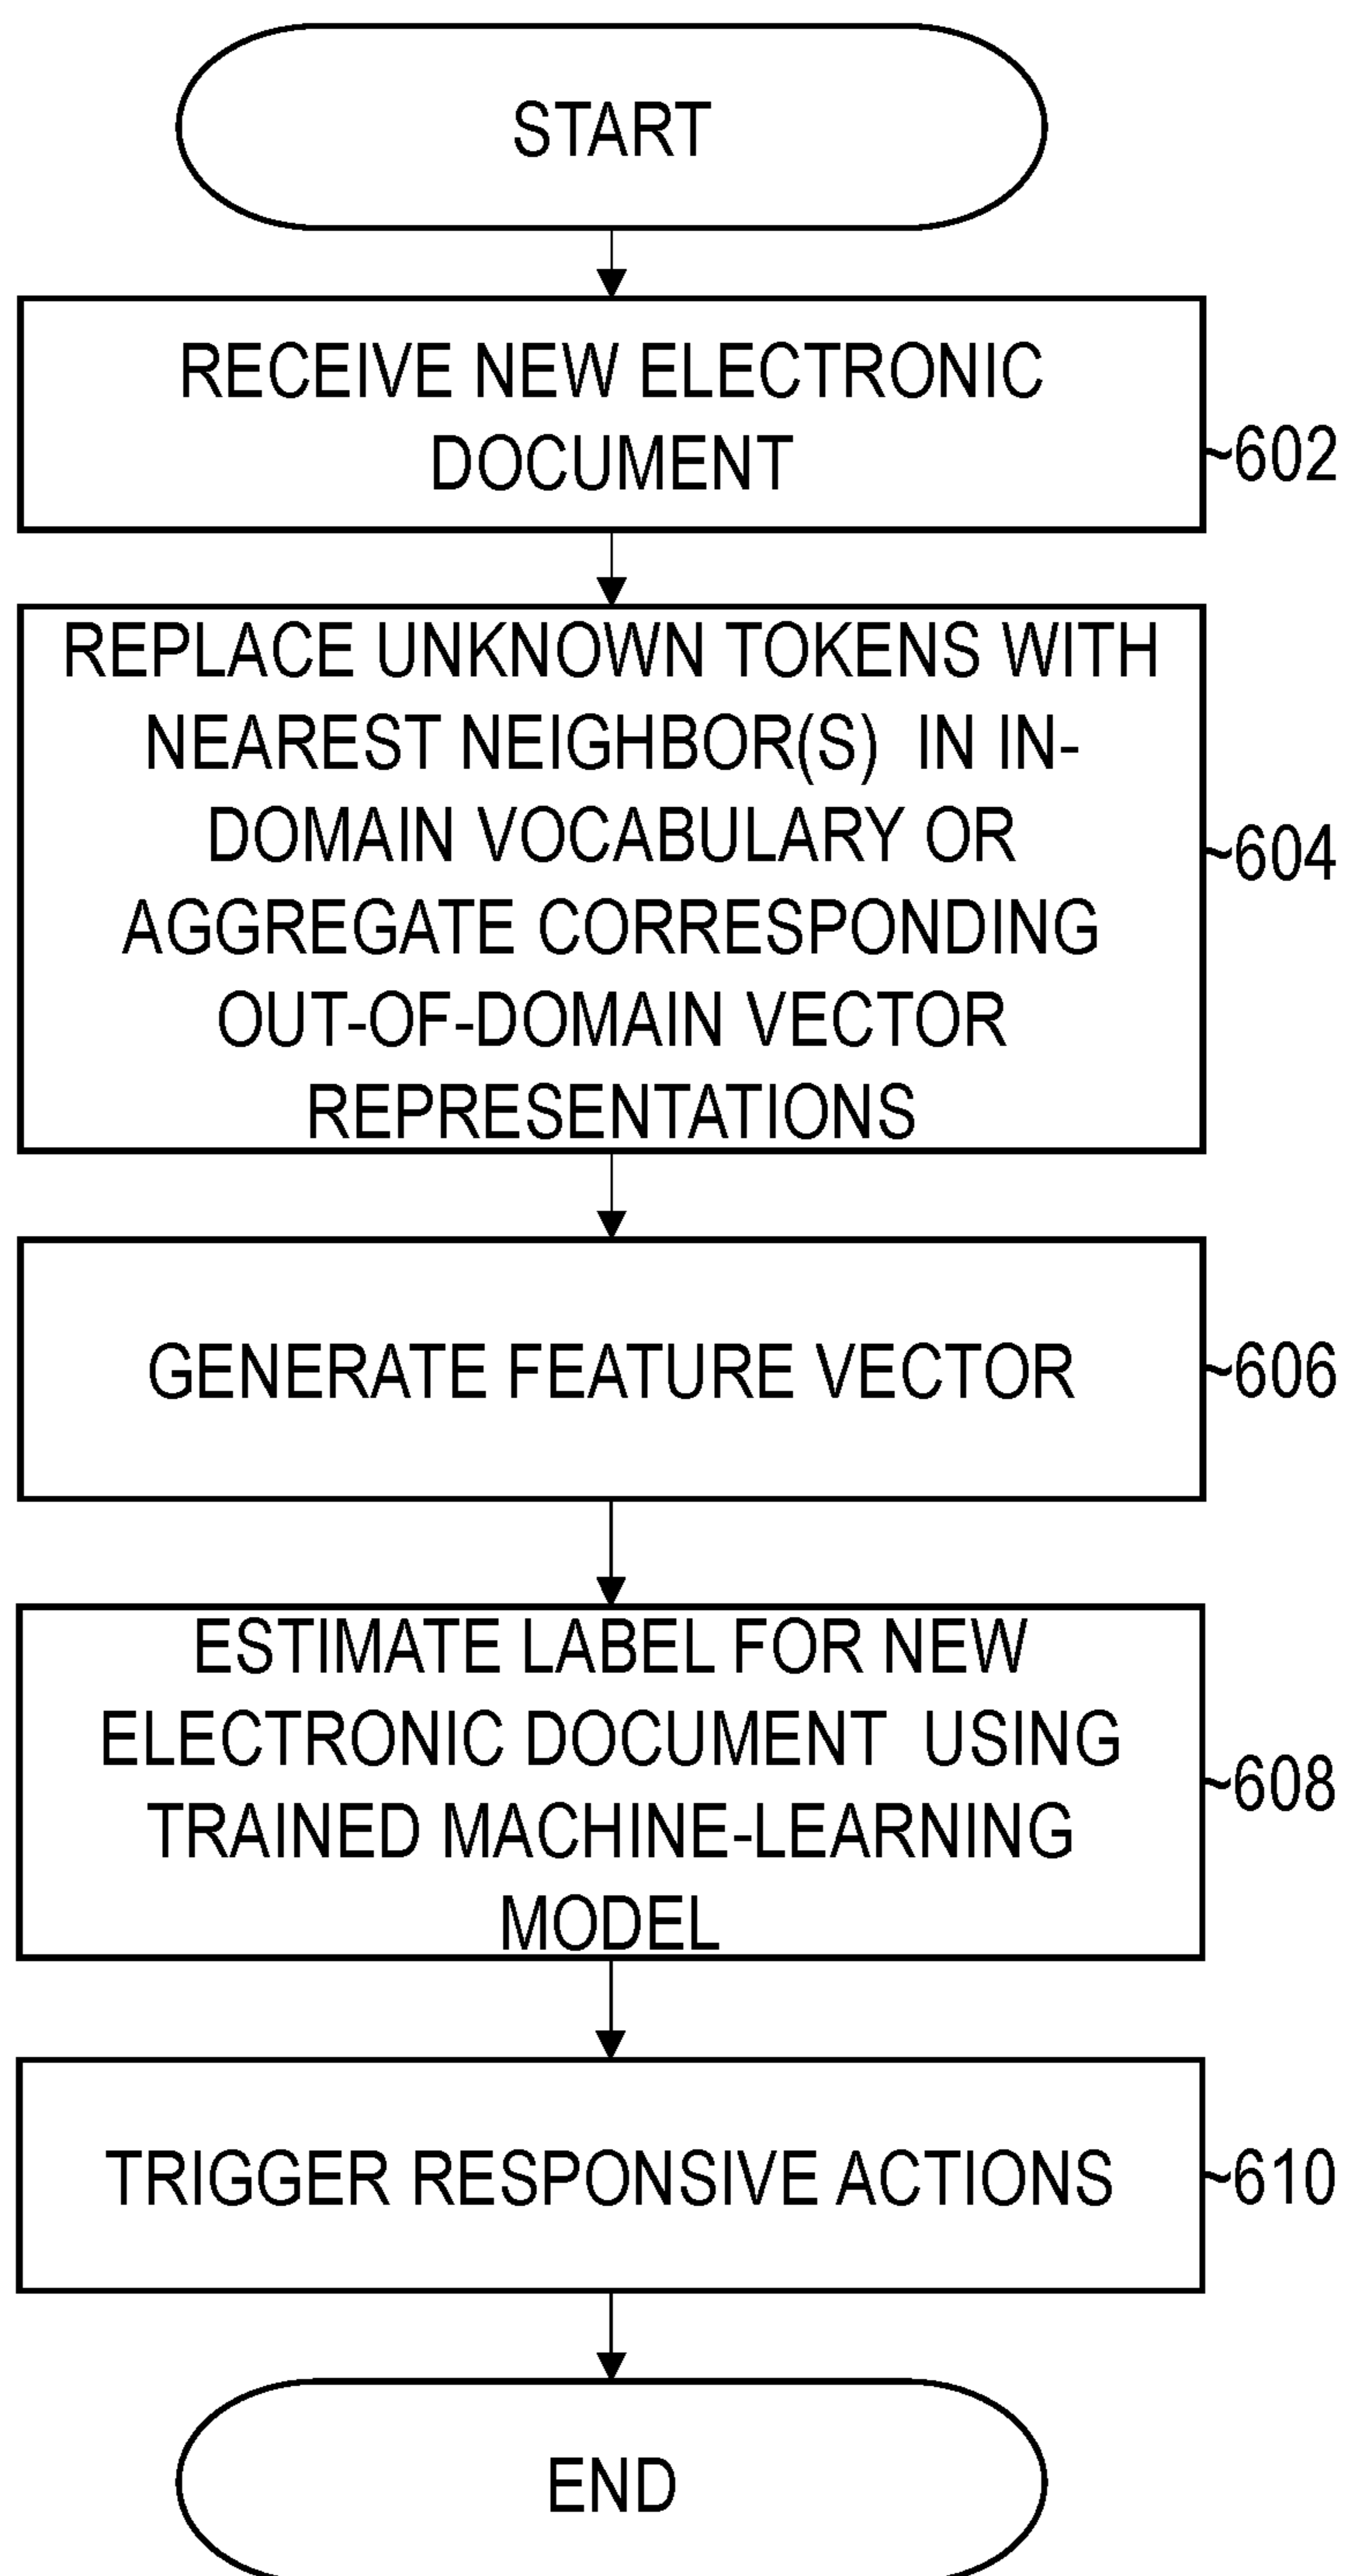 START
RECEIVE NEW ELECTRONIC
DOCUMENT
~602
REPLACE UNKNOWN TOKENS WITH
NEAREST NEIGHBOR(S) IN IN-
DOMAIN VOCABULARY OR
AGGREGATE CORRESPONDING
OUT-OF-DOMAIN VECTOR
REPRESENTATIONS
~604
GENERATE FEATURE VECTOR
~606
ESTIMATE LABEL FOR NEW
ELECTRONIC DOCUMENT USING
TRAINED MACHINE-LEARNING
MODEL
~608
TRIGGER RESPONSIVE ACTIONS
~610
END